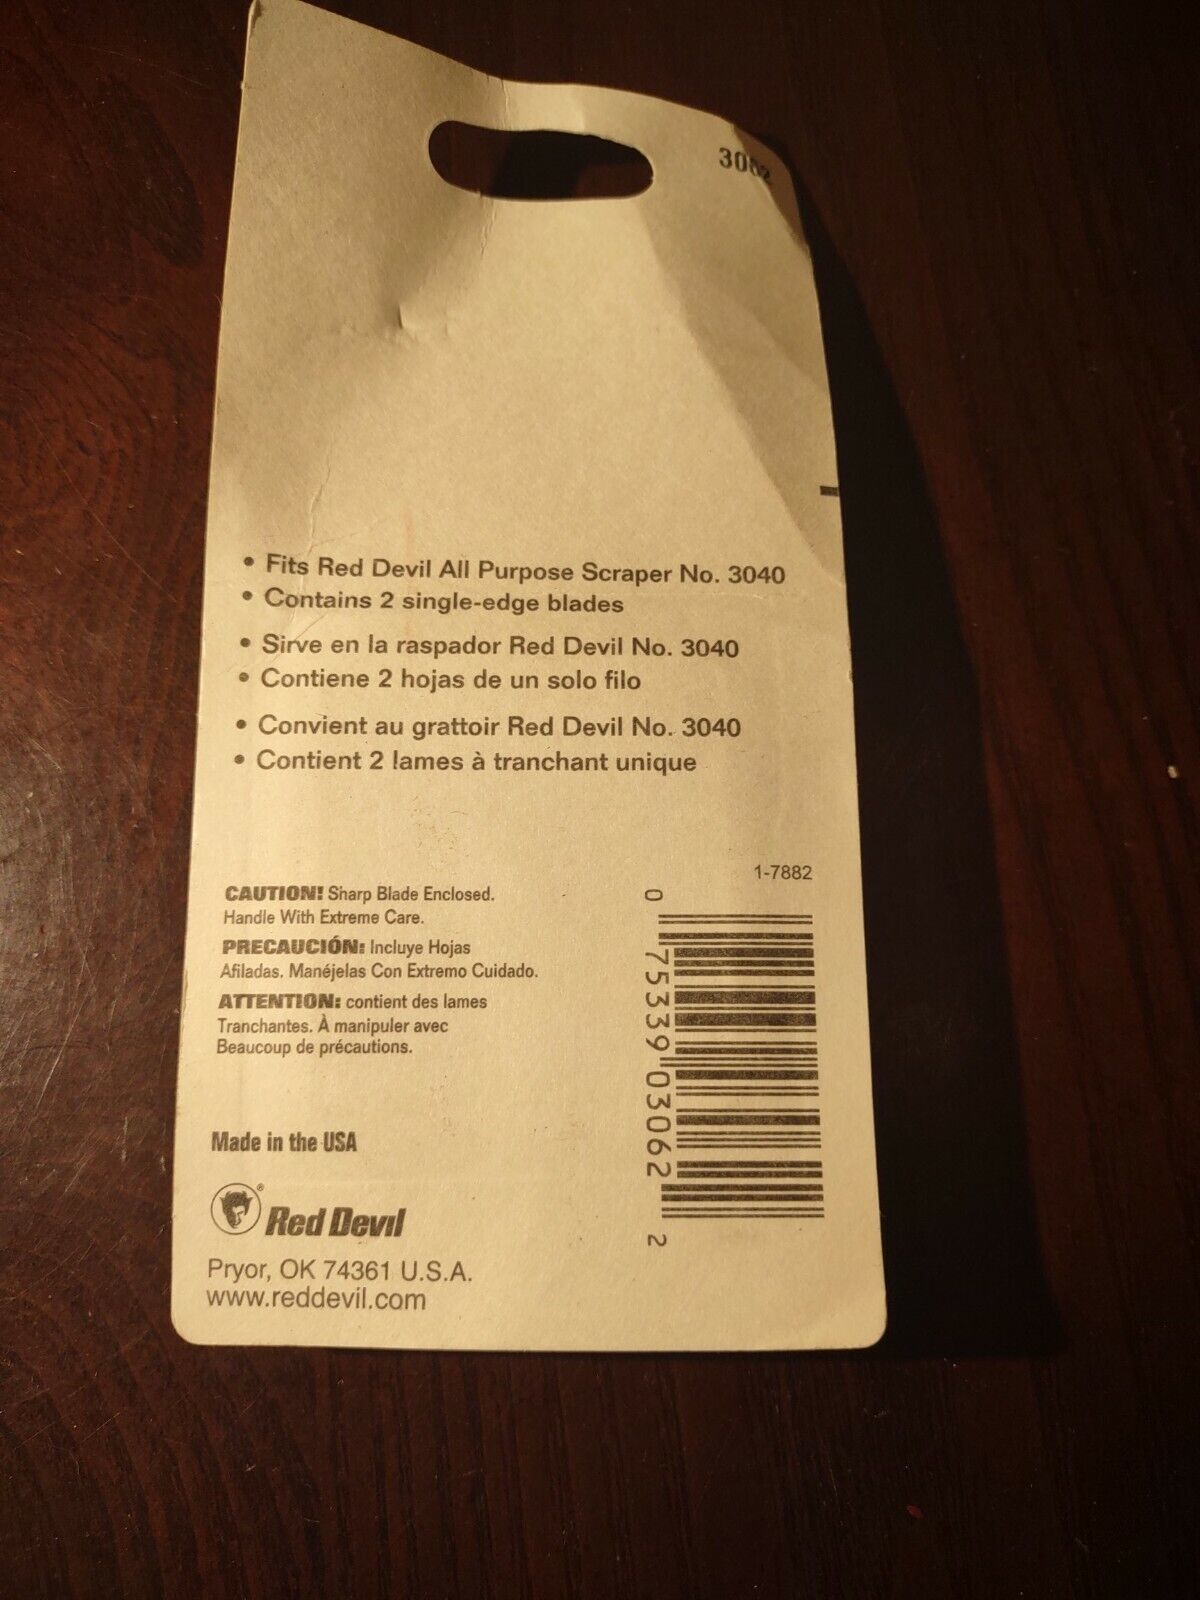 3062
• Fits Red Devil All Purpose Scraper No. 3040
• Contains 2 single-edge blades
• Sirve en la raspador Red Devil No. 3040
• Contiene 2 hojas de un solo filo
• Convient au grattoir Red Devil No. 3040
• Contient 2 lames à tranchant unique
CAUTION! Sharp Blade Enclosed.
Handle With Extreme Care.
PRECAUCIÓN: Incluye Hojas
Afiladas. Manéjelas Con Extremo Cuidado.
ATTENTION: contient des lames
Tranchantes. À manipuler avec
Beaucoup de précautions.
Made in the USA
® Red Devil
Pryor, OK 74361 U.S.A.
www.reddevil.com
1-7882
0 75339 03062 2